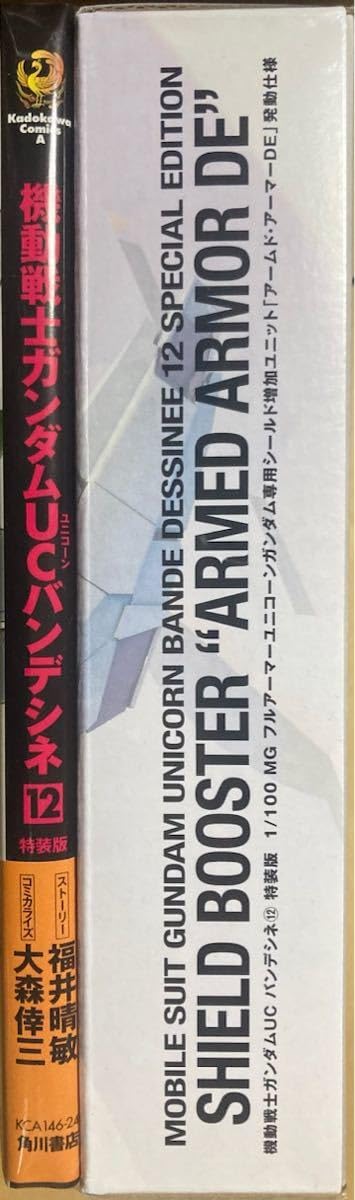 Kadokawa
Comics
A
機動戦士ガンダムUCバンデシネ
ユニコーン
12
特装版
ストーリー
福井晴敏
コミカライズ
大森倖三
KCA146-24
角川書店
MOBILE SUIT GUNDAM UNICORN BANDE DESSINEE 12 SPECIAL EDITION
SHIELD BOOSTER “ARMED ARMOR DE”
機動戦士ガンダムUC バンデシネ⑫ 特装版 1/100 MG フルアーマーユニコーンガンダム専用シールド増加ユニット「アームド・アーマーDE」発動仕様